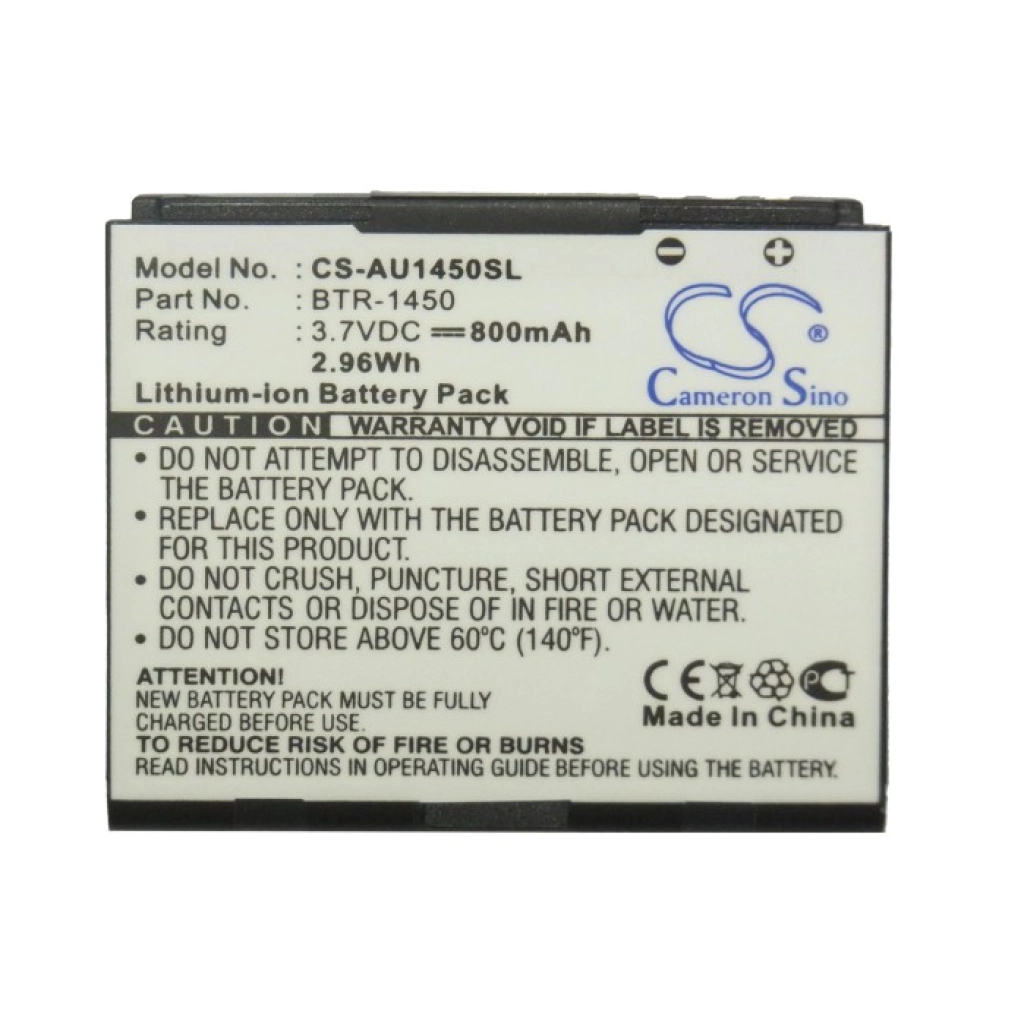 Model No. : CS-AU1450SL
Part No. : BTR-1450
Rating : 3.7VDC ⎓ 800mAh
2.96Wh
Lithium-ion Battery Pack
CS ®
Cameron Sino
CAUTION WARRANTY VOID IF LABEL IS REMOVED
• DO NOT ATTEMPT TO DISASSEMBLE, OPEN OR SERVICE
THE BATTERY PACK.
• REPLACE ONLY WITH THE BATTERY PACK DESIGNATED
FOR THIS PRODUCT.
• DO NOT CRUSH, PUNCTURE, SHORT EXTERNAL
CONTACTS OR DISPOSE OF IN FIRE OR WATER.
• DO NOT STORE ABOVE 60ºC (140ºF).
ATTENTION!
NEW BATTERY PACK MUST BE FULLY
CHARGED BEFORE USE.
TO REDUCE RISK OF FIRE OR BURNS
READ INSTRUCTIONS IN OPERATING GUIDE BEFORE USING THE BATTERY.
CE
Made In China